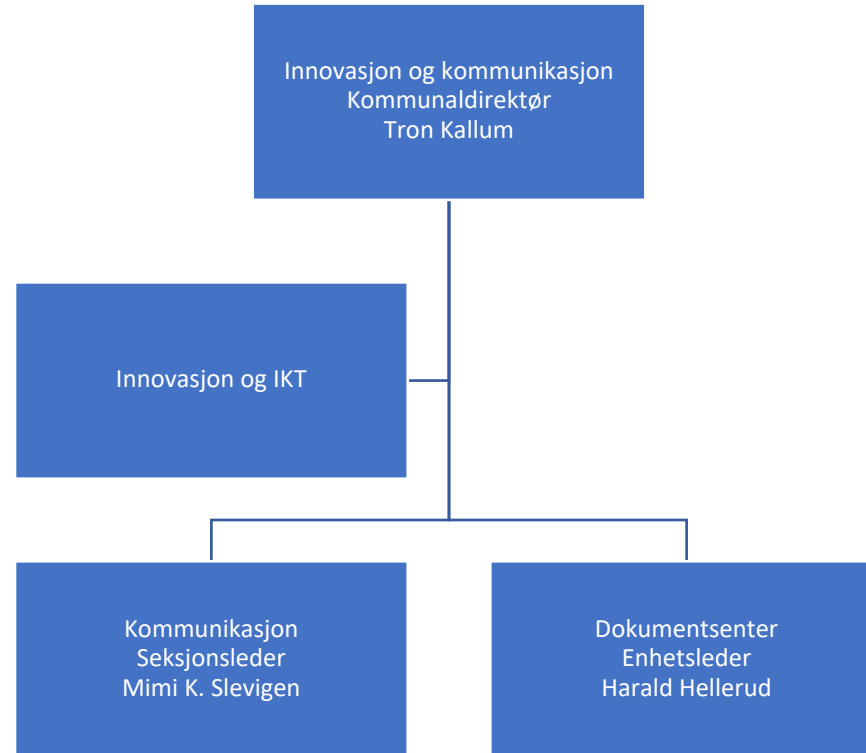 Innovasjon og kommunikasjon
Kommunaldirektør
Tron Kallum
Innovasjon og IKT
Kommunikasjon
Seksjonsleder
Mimi K. Slevigen
Dokumentsenter
Enhetsleder
Harald Hellerud